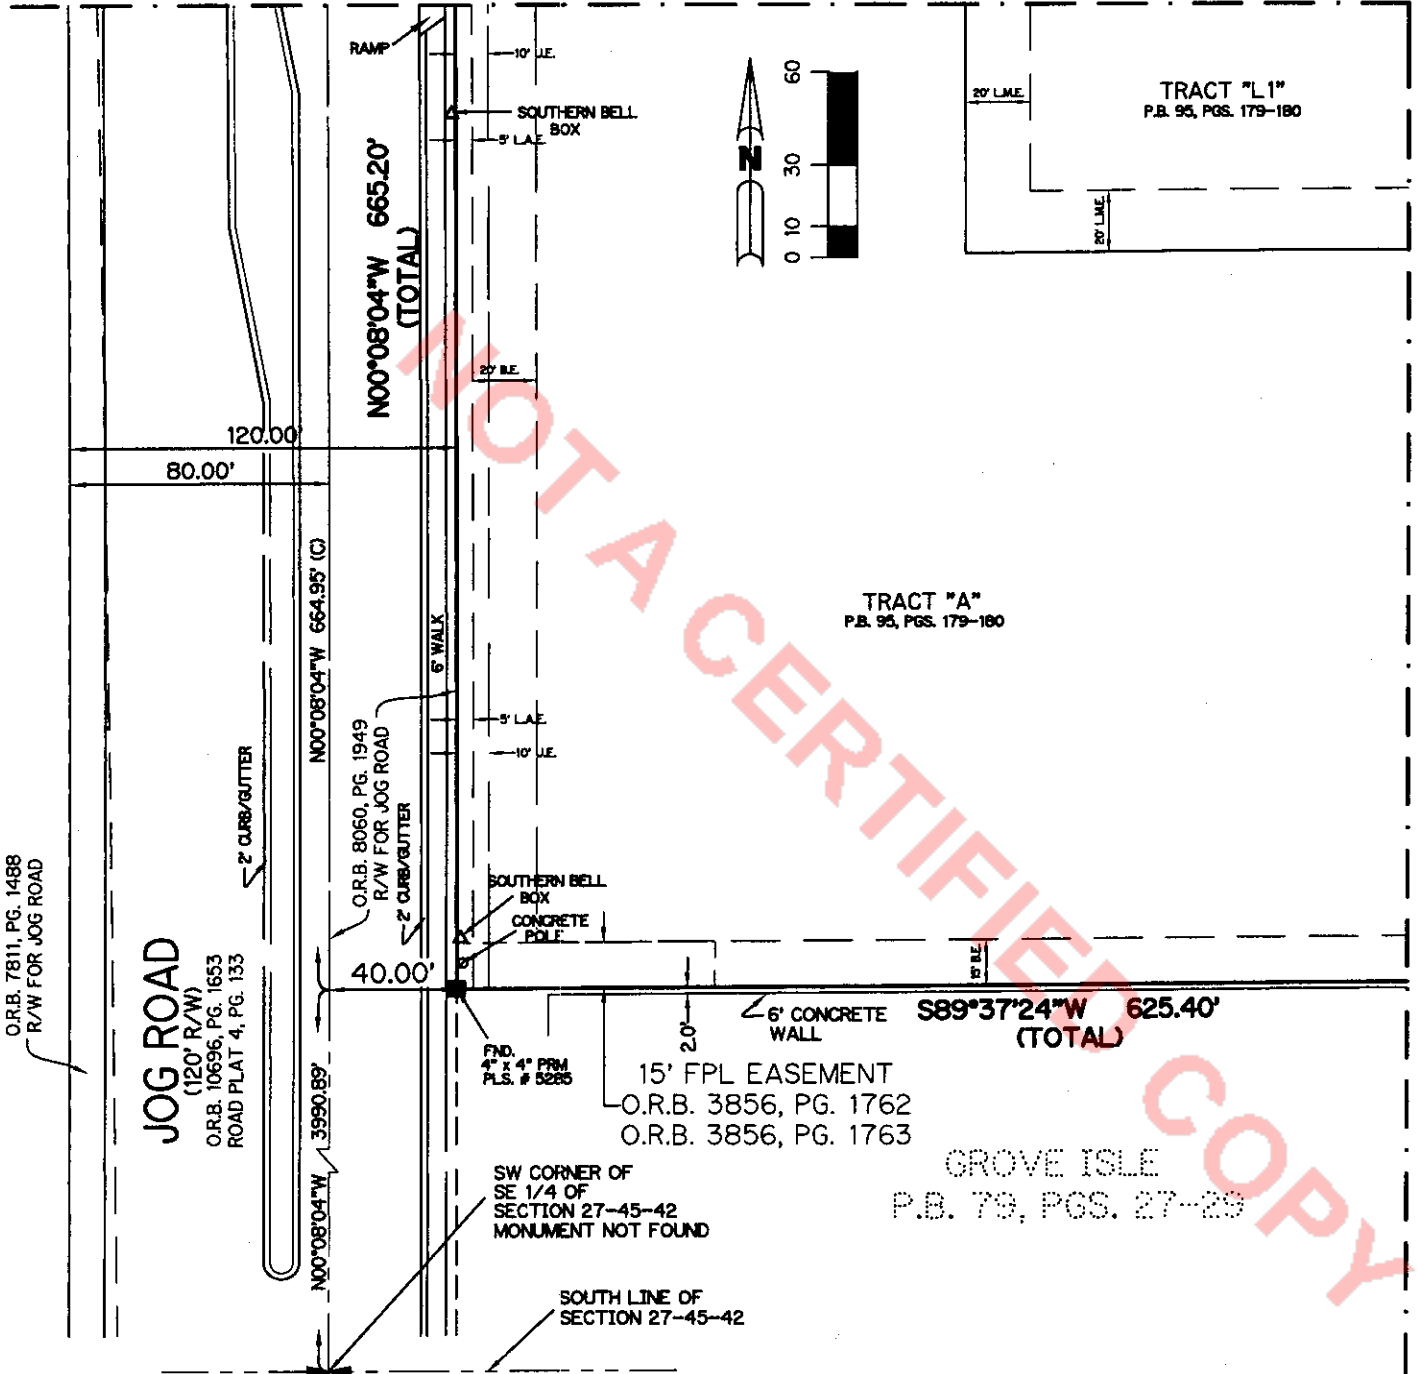 RAMP
10' U.E.
SOUTHERN BELL
BOX
5' L.A.E.
N00°08'04"W 665.20'
(TOTAL)
N
60
30
10
0
20' L.M.E.
TRACT "L1"
P.B. 95, PGS. 179-180
20' L.M.E.
20' B.E.
120.00'
80.00'
N00°08'04"W 664.95' (C)
6' WALK
TRACT "A"
P.B. 95, PGS. 179-180
5' L.A.E.
10' U.E.
2' CURB/GUTTER
O.R.B. 8060, PG. 1949
R/W FOR JOG ROAD
2' CURB/GUTTER
O.R.B. 7811, PG. 1488
R/W FOR JOG ROAD
JOG ROAD
(120' R/W)
O.R.B. 10696, PG. 1653
ROAD PLAT 4, PG. 133
SOUTHERN BELL
BOX
CONCRETE
POLE
40.00'
15' B.E.
2.0'
6' CONCRETE
WALL
S89°37'24"W 625.40'
(TOTAL)
FND.
4" x 4" PRM
PLS. # 5285
15' FPL EASEMENT
O.R.B. 3856, PG. 1762
O.R.B. 3856, PG. 1763
N00°08'04"W 3990.89'
GROVE ISLE
P.B. 79, PGS. 27-29
SW CORNER OF
SE 1/4 OF
SECTION 27-45-42
MONUMENT NOT FOUND
SOUTH LINE OF
SECTION 27-45-42
NOT A CERTIFIED COPY